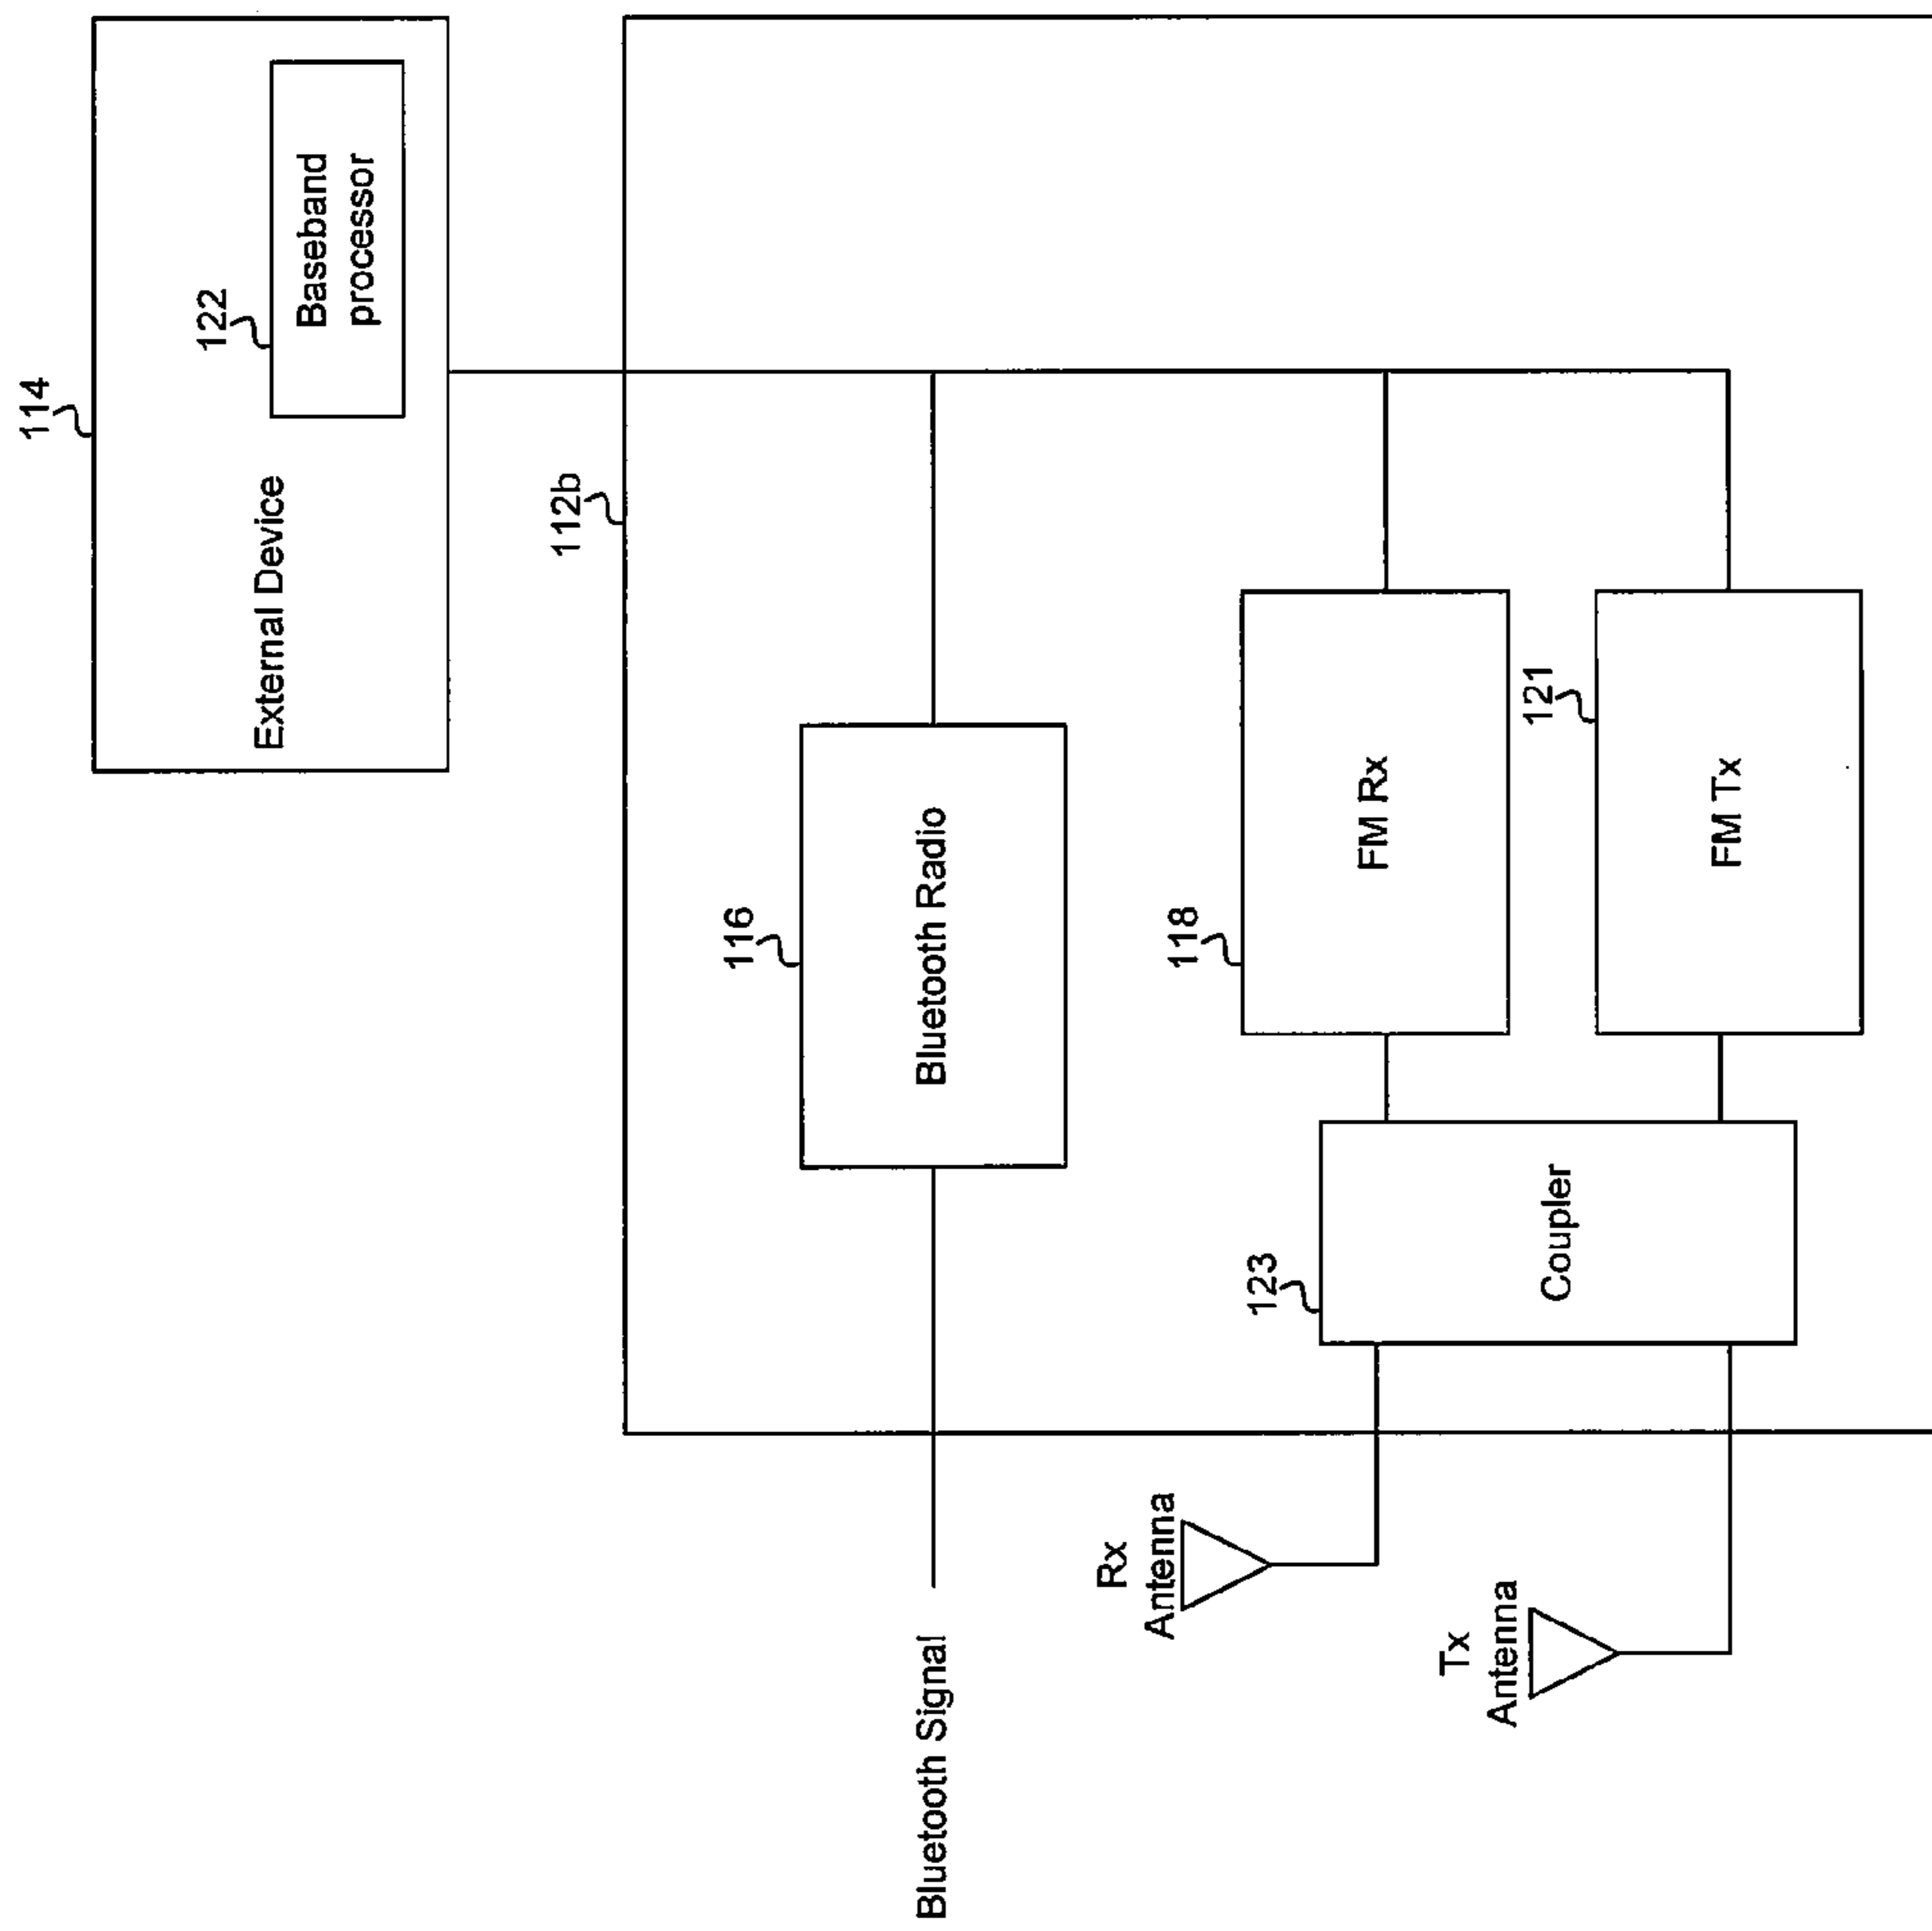 114
122
Baseband
processor
External Device
112b
116
Bluetooth Radio
Bluetooth Signal
118
FM Rx
121
FM Tx
123
Coupler
Rx
Antenna
Tx
Antenna